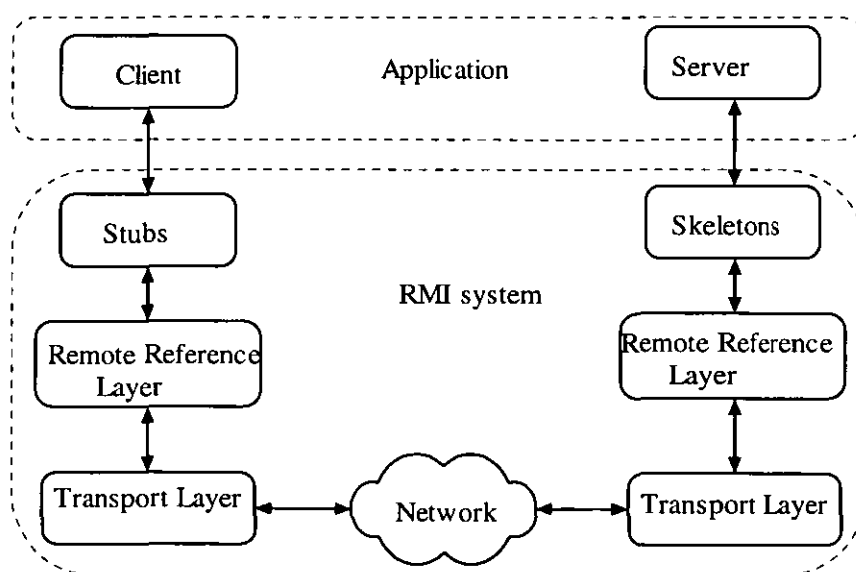 Client
Application
Server
Stubs
Skeletons
RMI system
Remote Reference
Layer
Remote Reference
Layer
Transport Layer
Network
Transport Layer